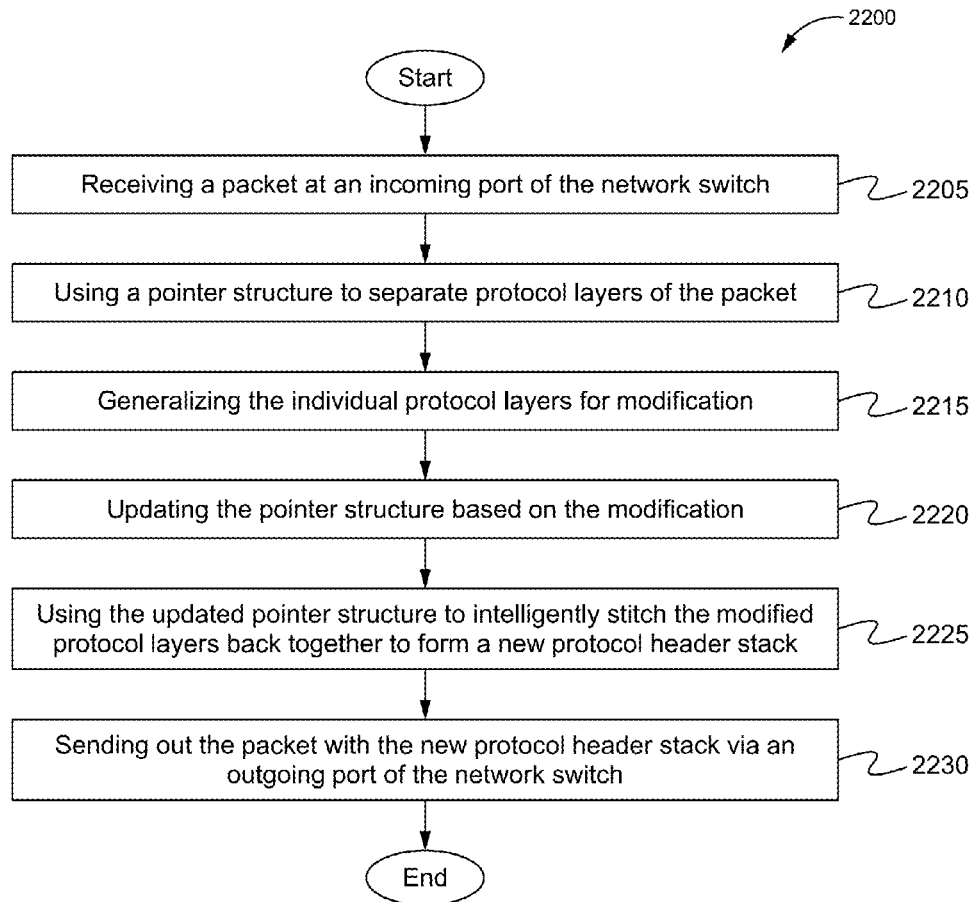 2200
Start
Receiving a packet at an incoming port of the network switch
2205
Using a pointer structure to separate protocol layers of the packet
2210
Generalizing the individual protocol layers for modification
2215
Updating the pointer structure based on the modification
2220
Using the updated pointer structure to intelligently stitch the modified
protocol layers back together to form a new protocol header stack
2225
Sending out the packet with the new protocol header stack via an
outgoing port of the network switch
2230
End